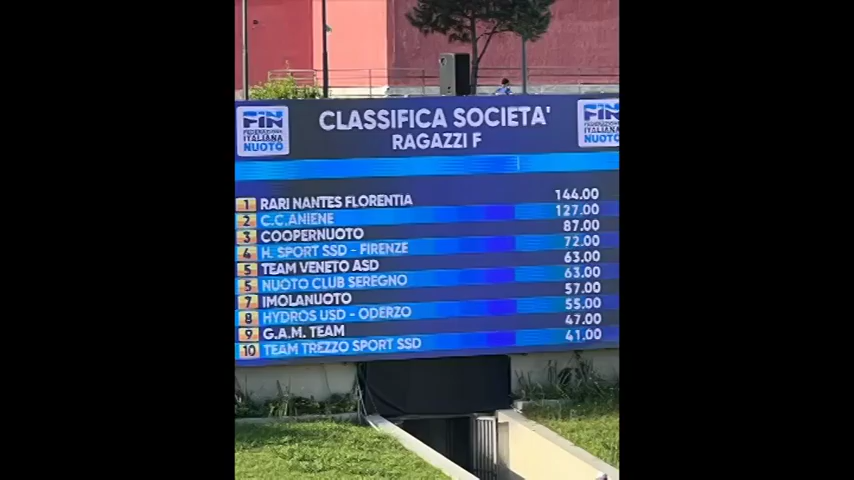 FIN
FEDERAZIONE
ITALIANA
NUOTO
CLASSIFICA SOCIETA'
RAGAZZI F
FIN
FEDERAZIONE
ITALIANA
NUOTO
1 RARI NANTES FLORENTIA 144.00
2 C.C.ANIENE 127.00
3 COOPERNUOTO 87.00
4 H. SPORT SSD - FIRENZE 72.00
5 TEAM VENETO ASD 63.00
5 NUOTO CLUB SEREGNO 63.00
7 IMOLANUOTO 57.00
8 HYDROS USD - ODERZO 55.00
9 G.A.M. TEAM 47.00
10 TEAM TREZZO SPORT SSD 41.00